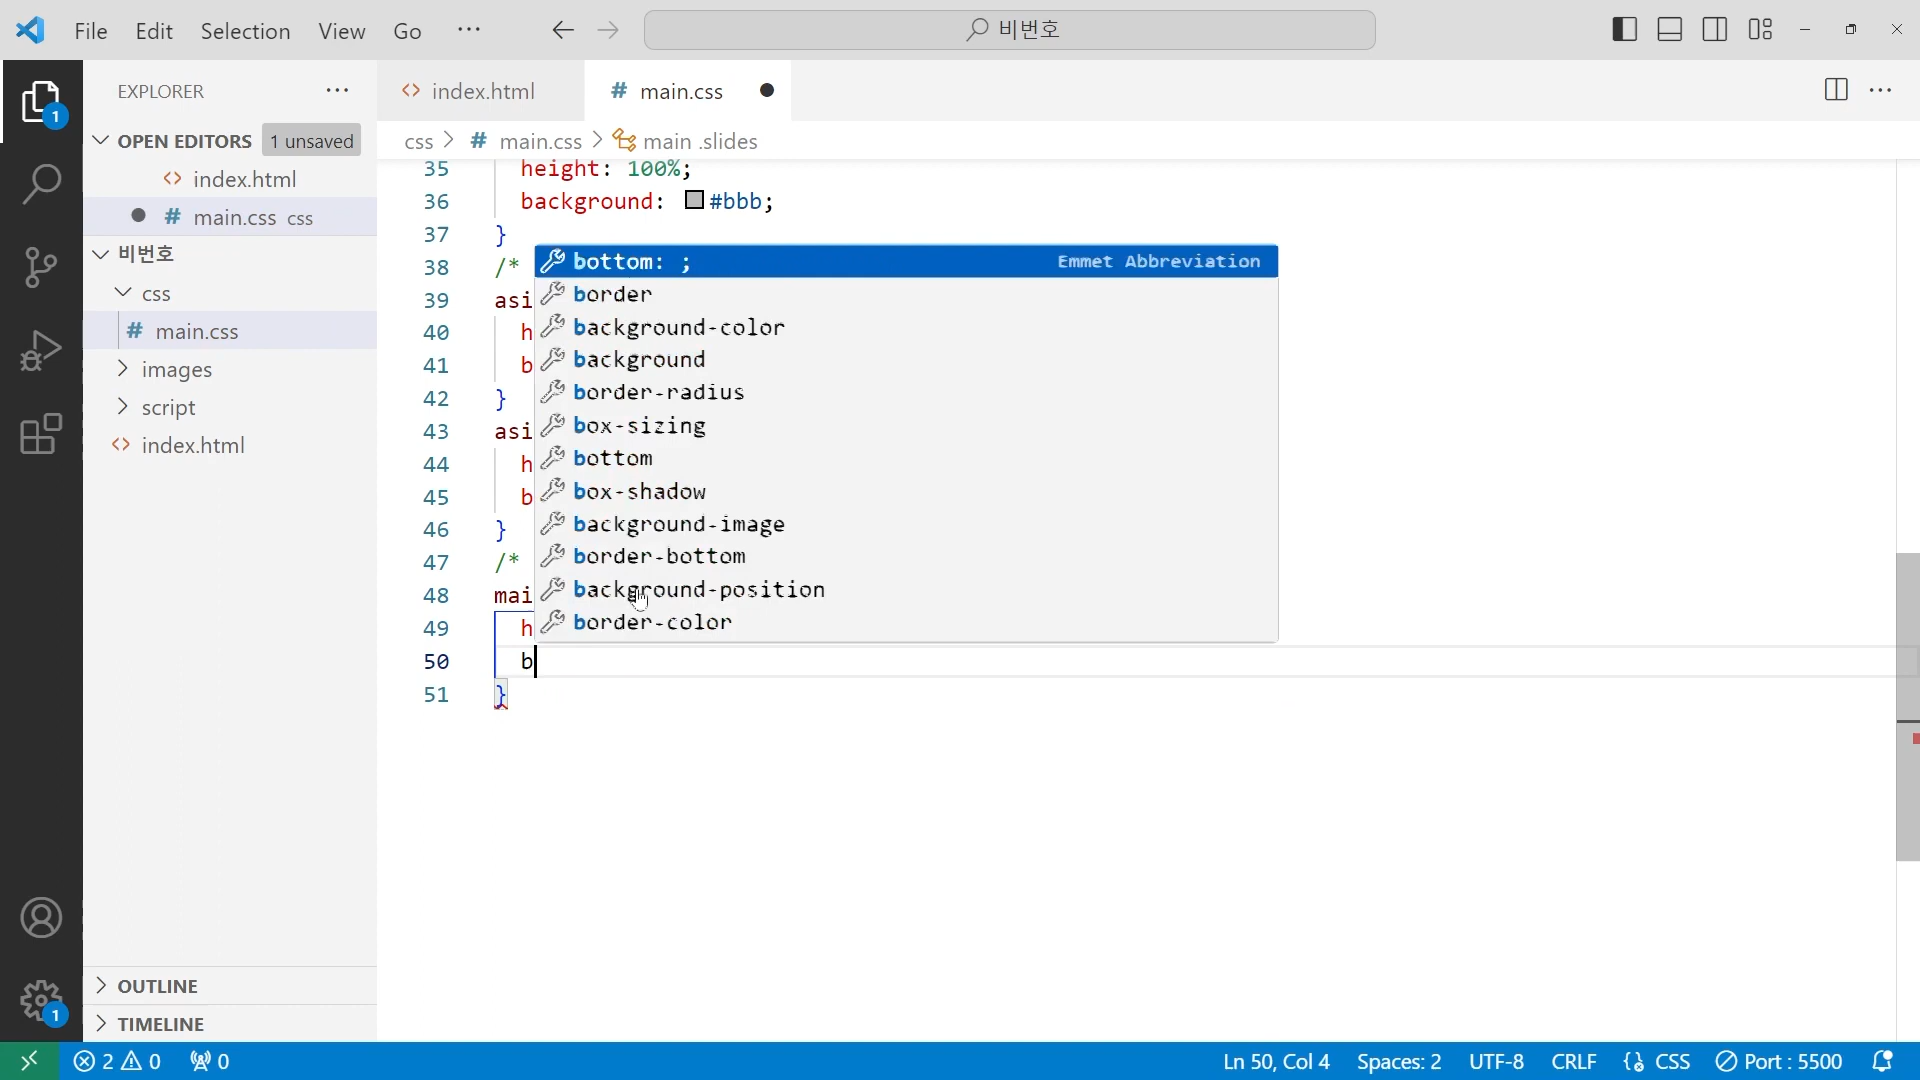 File Edit Selection View Go ··· 비번호
EXPLORER ···
OPEN EDITORS 1 unsaved
<> index.html
# main.css css
비번호
css
# main.css
images
script
<> index.html
OUTLINE
TIMELINE
<> index.html # main.css
css > # main.css > main .slides
35 height: 100%;
36 background: #bbb;
37 }
38 /*
39 asi
40 h
41 b
42 }
43 asi
44 h
45 b
46 }
47 /*
48 mai
49 h
50 b
51 }
bottom: ; Emmet Abbreviation
border
background-color
background
border-radius
box-sizing
bottom
box-shadow
background-image
border-bottom
background-position
border-color
1
1
2 0 0 Ln 50, Col 4 Spaces: 2 UTF-8 CRLF {} CSS Port : 5500